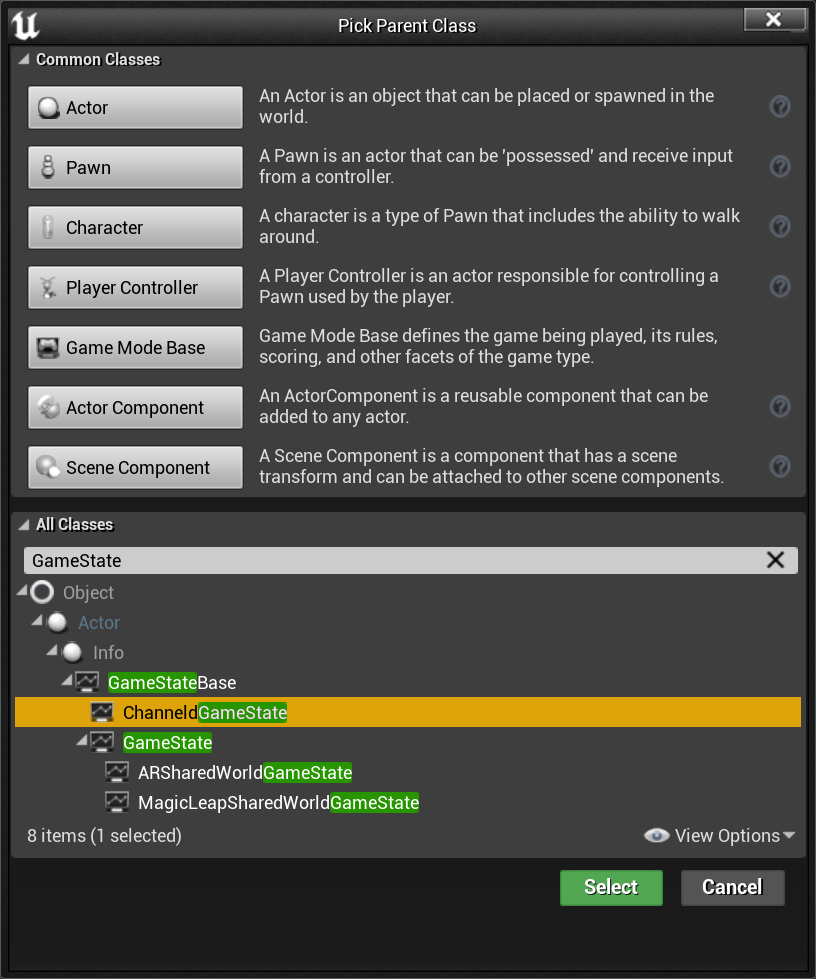 Pick Parent Class
Common Classes
Actor
An Actor is an object that can be placed or spawned in the
world.
Pawn
A Pawn is an actor that can be 'possessed' and receive input
from a controller.
Character
A character is a type of Pawn that includes the ability to walk
around.
Player Controller
A Player Controller is an actor responsible for controlling a
Pawn used by the player.
Game Mode Base
Game Mode Base defines the game being played, its rules,
scoring, and other facets of the game type.
Actor Component
An ActorComponent is a reusable component that can be
added to any actor.
Scene Component
A Scene Component is a component that has a scene
transform and can be attached to other scene components.
All Classes
GameState
Object
Actor
Info
GameStateBase
ChanneldGameState
GameState
ARSharedWorldGameState
MagicLeapSharedWorldGameState
8 items (1 selected)
View Options
Select
Cancel